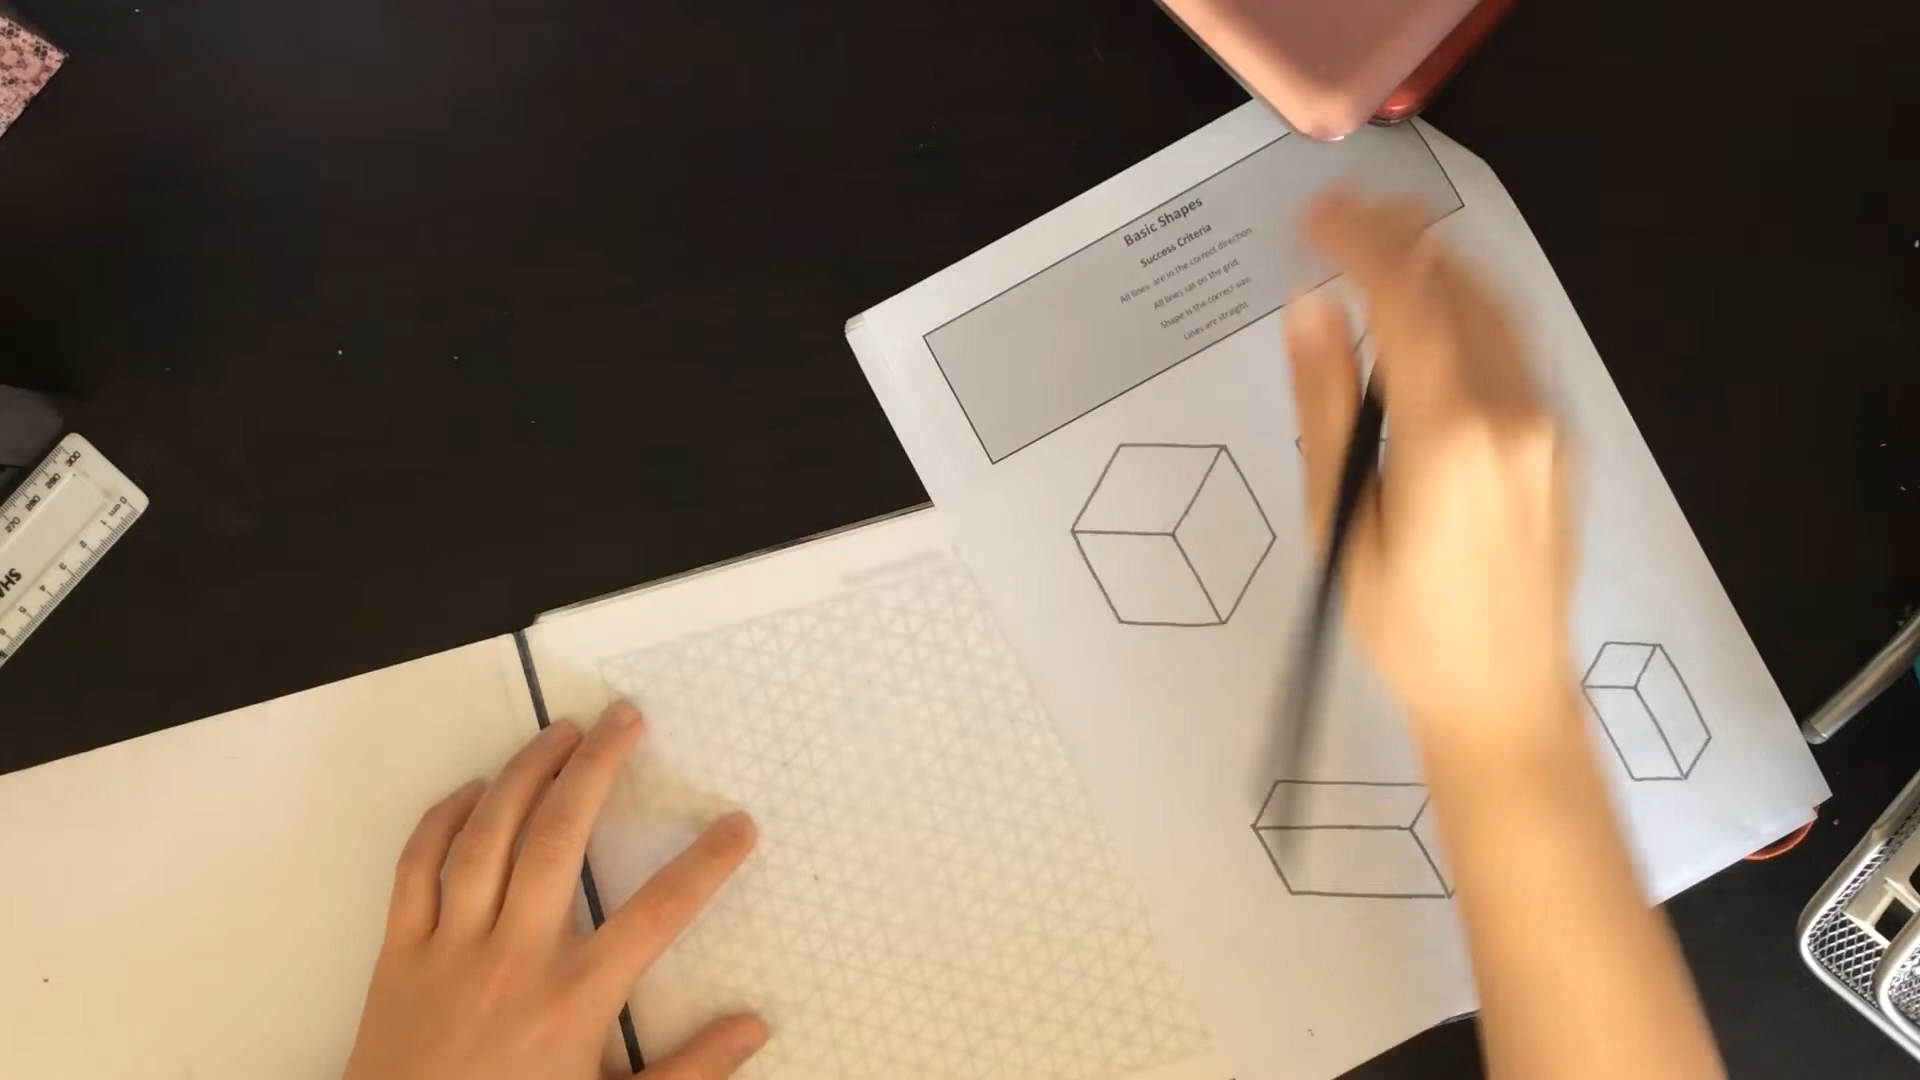 Basic Shapes
Success Criteria
All lines are in the correct direction
All lines sat on the grid.
Shape is the correct size.
Lines are straight.
SHA